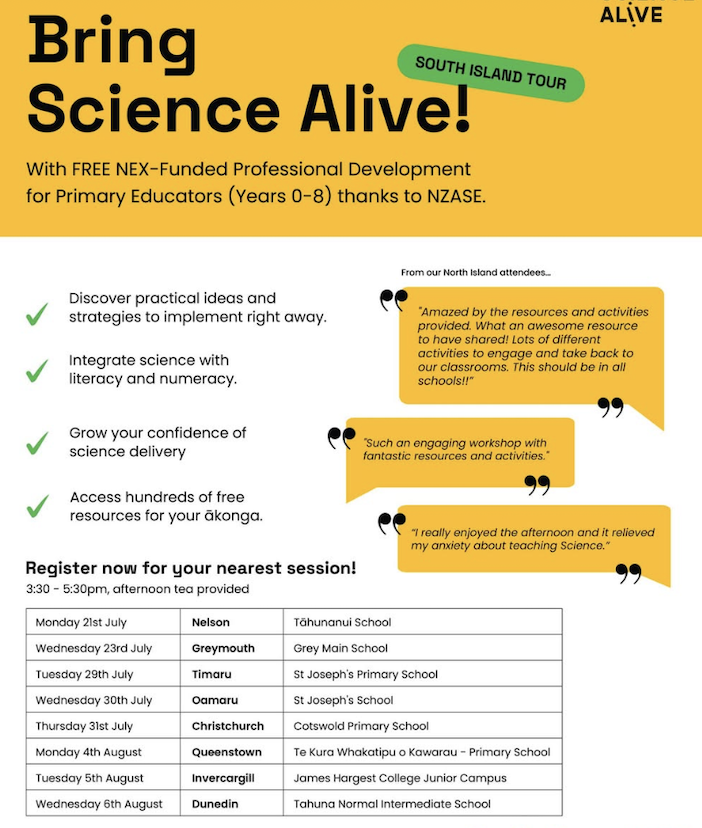 ALIVE
Bring
Science Alive!
SOUTH ISLAND TOUR
With FREE NEX-Funded Professional Development
for Primary Educators (Years 0-8) thanks to NZASE.
Discover practical ideas and
strategies to implement right away.
Integrate science with
literacy and numeracy.
Grow your confidence of
science delivery
Access hundreds of free
resources for your ākonga.
From our North Island attendees...
"Amazed by the resources and activities
provided. What an awesome resource
to have shared! Lots of different
activities to engage and take back to
our classrooms. This should be in all
schools!!"
"Such an engaging workshop with
fantastic resources and activities."
"I really enjoyed the afternoon and it relieved
my anxiety about teaching Science."
Register now for your nearest session!
3:30 - 5:30pm, afternoon tea provided
Monday 21st July Nelson Tāhunanui School
Wednesday 23rd July Greymouth Grey Main School
Tuesday 29th July Timaru St Joseph's Primary School
Wednesday 30th July Oamaru St Joseph's School
Thursday 31st July Christchurch Cotswold Primary School
Monday 4th August Queenstown Te Kura Whakatipu o Kawarau - Primary School
Tuesday 5th August Invercargill James Hargest College Junior Campus
Wednesday 6th August Dunedin Tahuna Normal Intermediate School